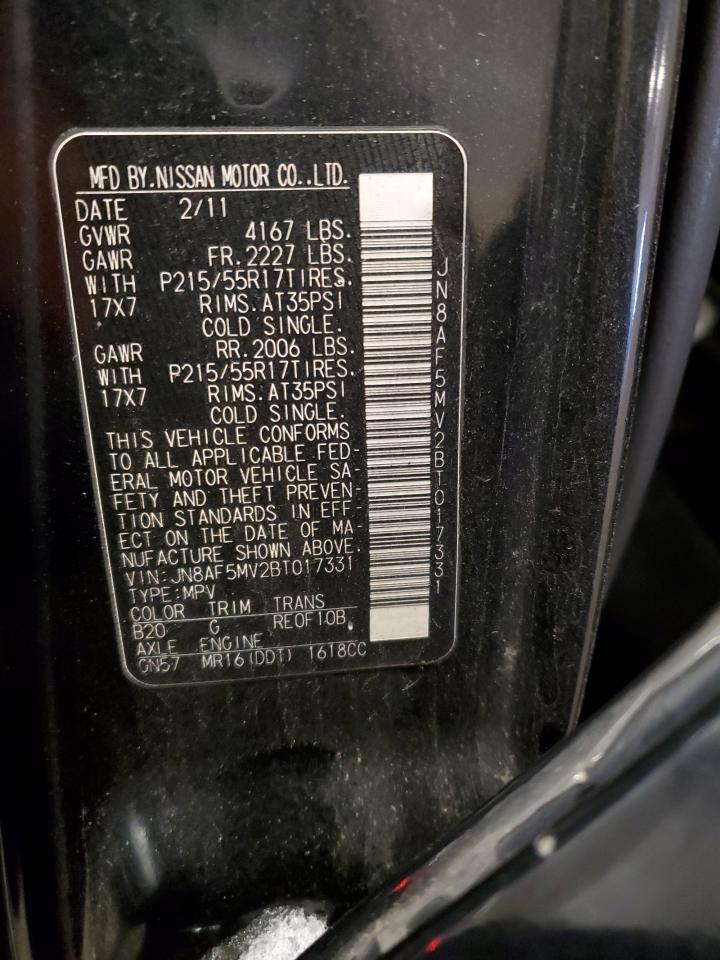 MFD BY.NISSAN MOTOR CO.,LTD.
DATE 2/11
GVWR 4167 LBS.
GAWR FR.2227 LBS.
WITH P215/55R17TIRES.
17X7 RIMS.AT35PSI
COLD SINGLE.
GAWR RR.2006 LBS.
WITH P215/55R17TIRES.
17X7 RIMS.AT35PSI
COLD SINGLE.
THIS VEHICLE CONFORMS
TO ALL APPLICABLE FED-
ERAL MOTOR VEHICLE SA-
FETY AND THEFT PREVEN-
TION STANDARDS IN EFF-
ECT ON THE DATE OF MA
NUFACTURE SHOWN ABOVE.
VIN:JN8AF5MV2BT017331
TYPE:MPV
COLOR TRIM TRANS
B20 G RE0F10B
AXLE ENGINE
GN57 MR16(DDT) 1618CC
JN8AF5MV2BT017331